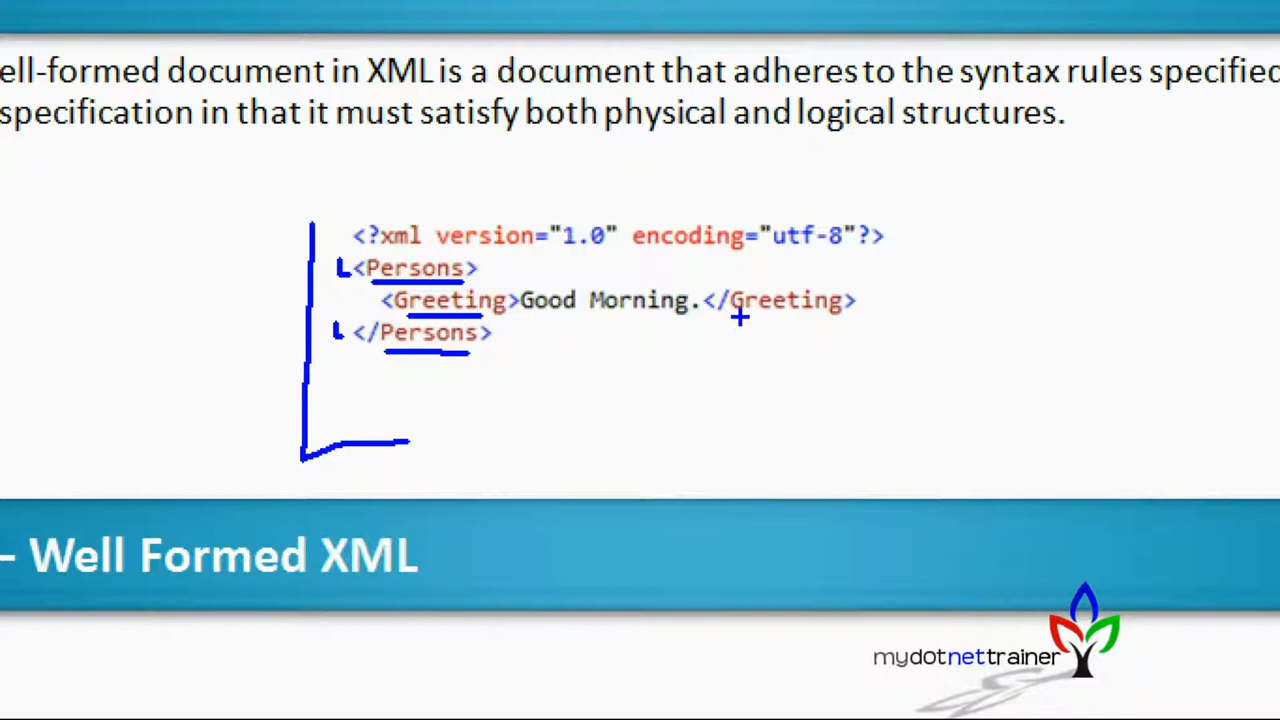 ell-formed document in XML is a document that adheres to the syntax rules specified
specification in that it must satisfy both physical and logical structures.
<?xml version="1.0" encoding="utf-8"?>
<Persons>
<Greeting>Good Morning.</Greeting>
</Persons>
– Well Formed XML
mydotnettrainer